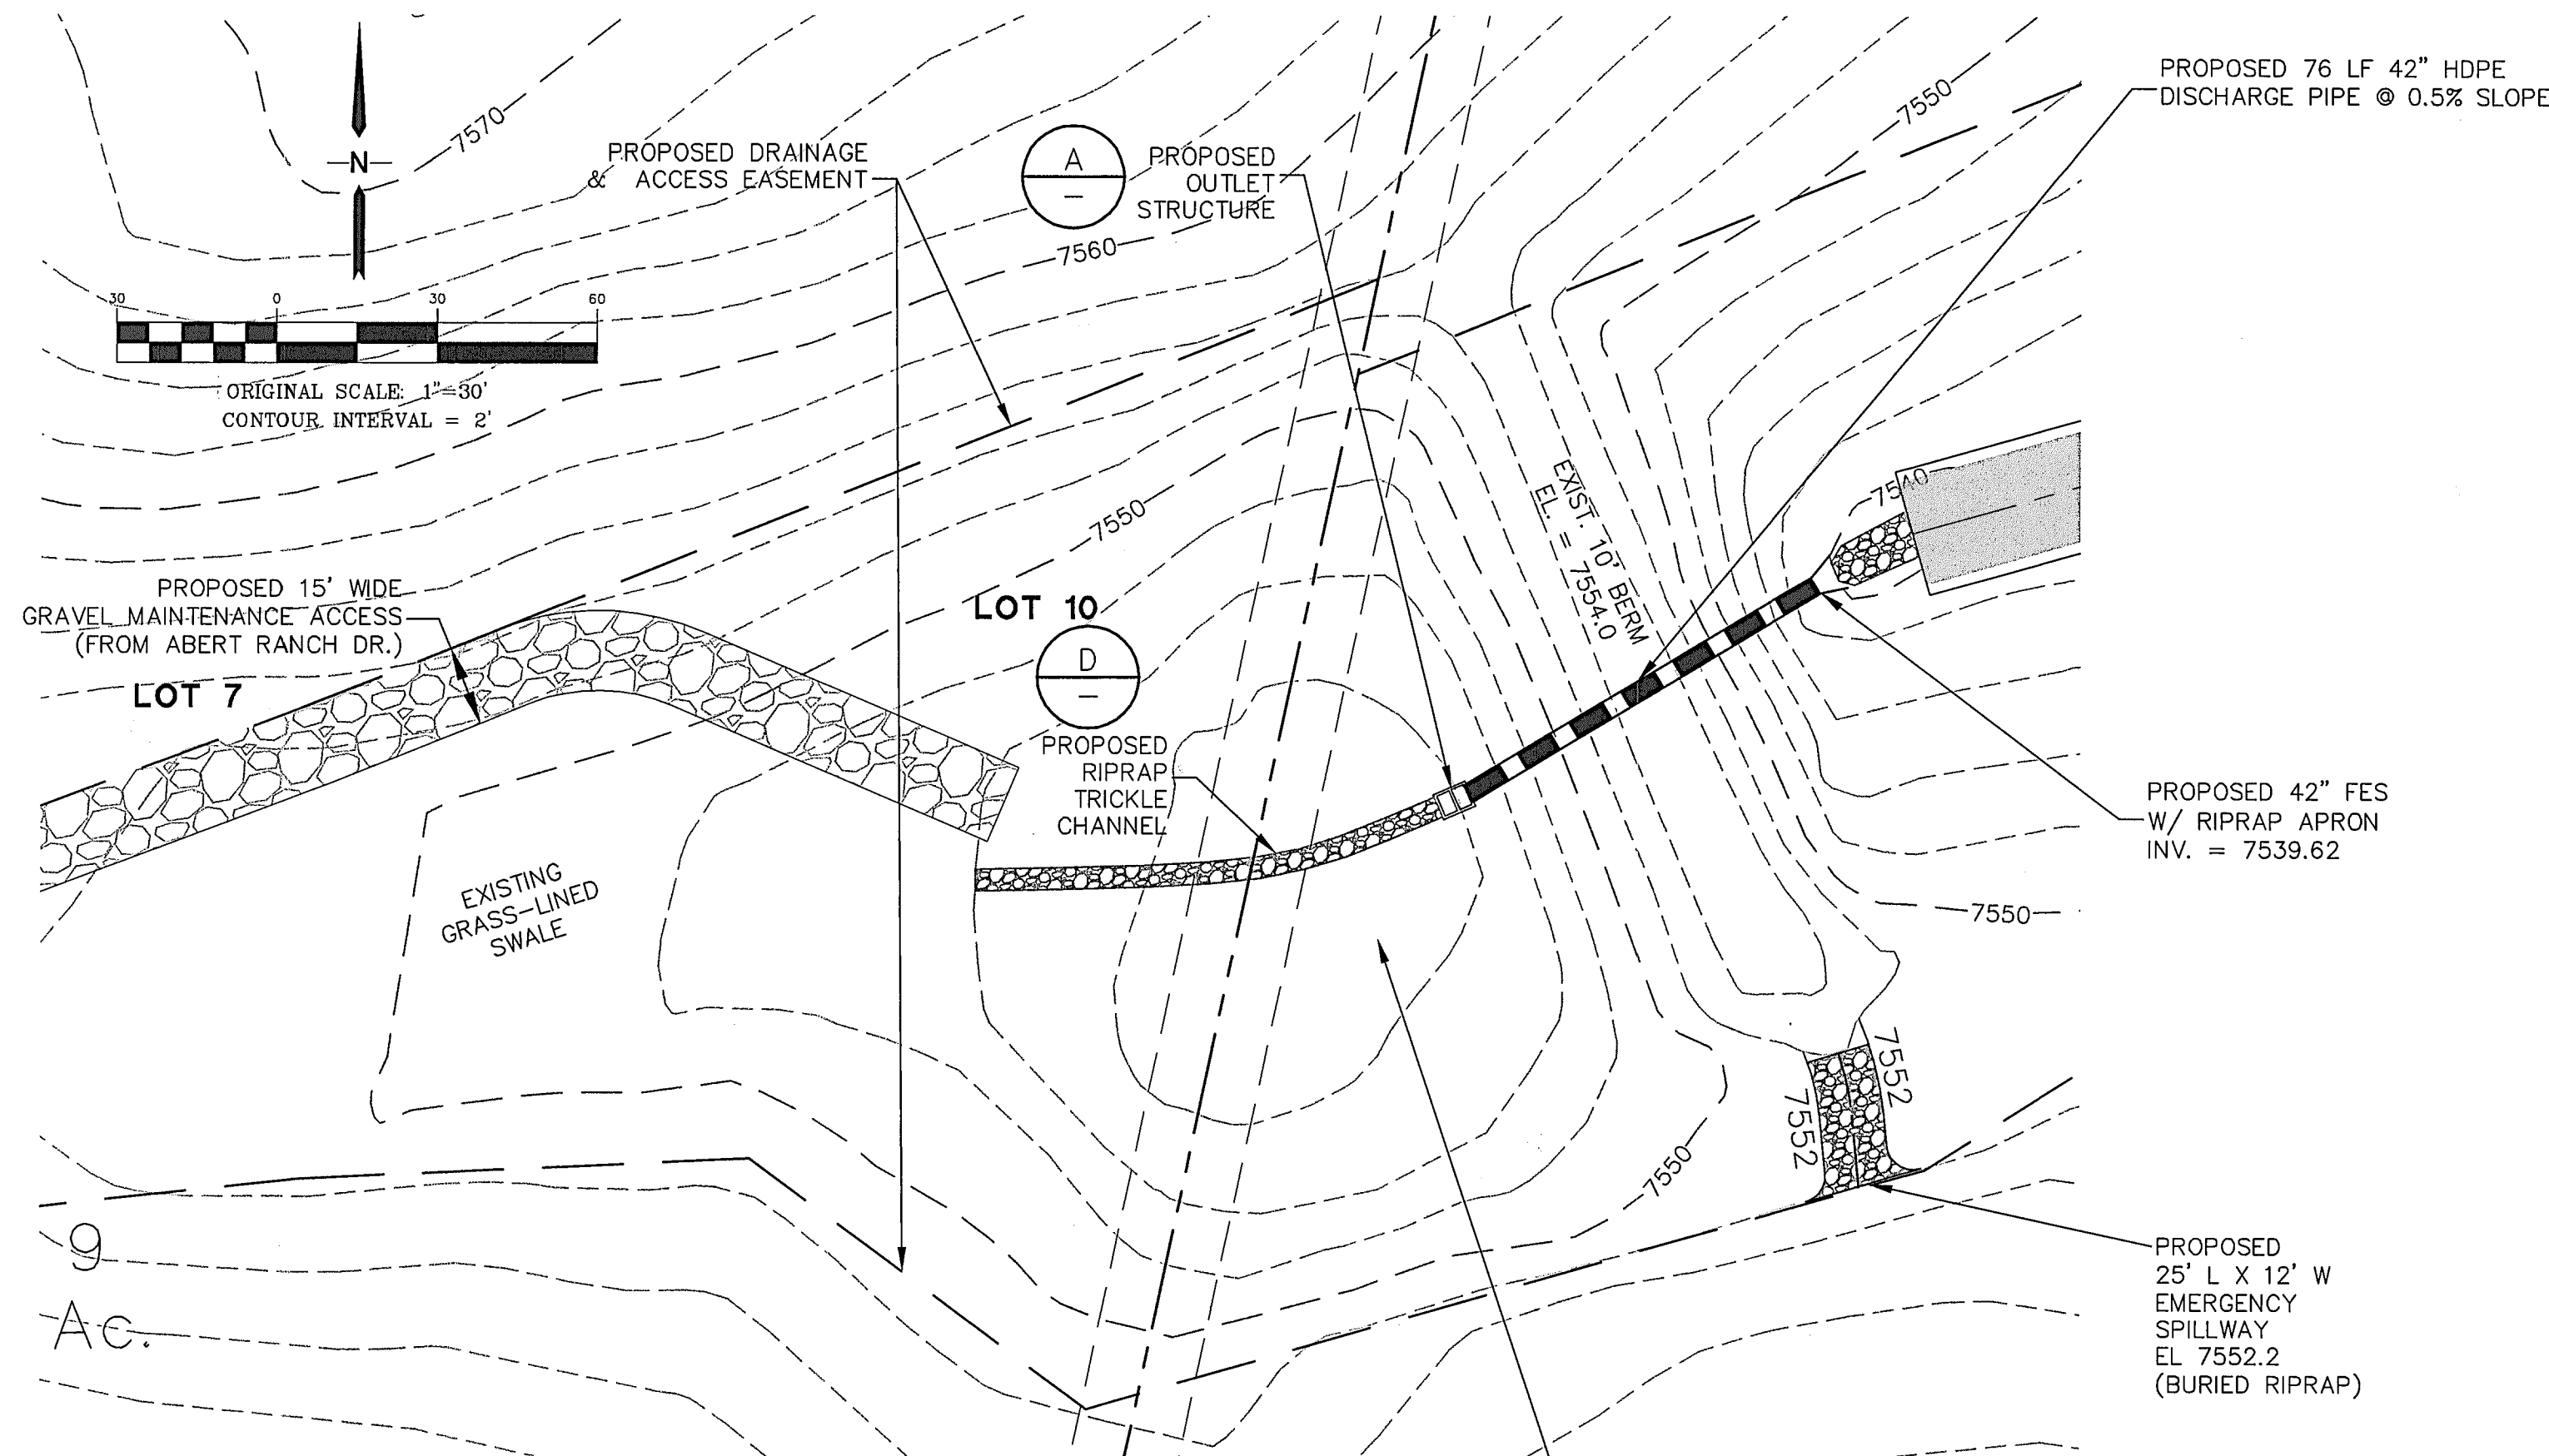 PROPOSED 76 LF 42" HDPE
DISCHARGE PIPE @ 0.5% SLOPE
7550
7570
N
PROPOSED DRAINAGE
& ACCESS EASEMENT
A
–
PROPOSED
OUTLET
STRUCTURE
7560
30 0 30 60
ORIGINAL SCALE: 1"=30'
CONTOUR INTERVAL = 2'
EXIST. 10' BERM
EL. = 7554.0
7540
7550
PROPOSED 15' WIDE
GRAVEL MAINTENANCE ACCESS
(FROM ABERT RANCH DR.)
LOT 7
LOT 10
D
–
PROPOSED
RIPRAP
TRICKLE
CHANNEL
PROPOSED 42" FES
W/ RIPRAP APRON
INV. = 7539.62
EXISTING
GRASS-LINED
SWALE
7550
7552
7552
7550
9
Ac.
PROPOSED
25' L X 12' W
EMERGENCY
SPILLWAY
EL 7552.2
(BURIED RIPRAP)